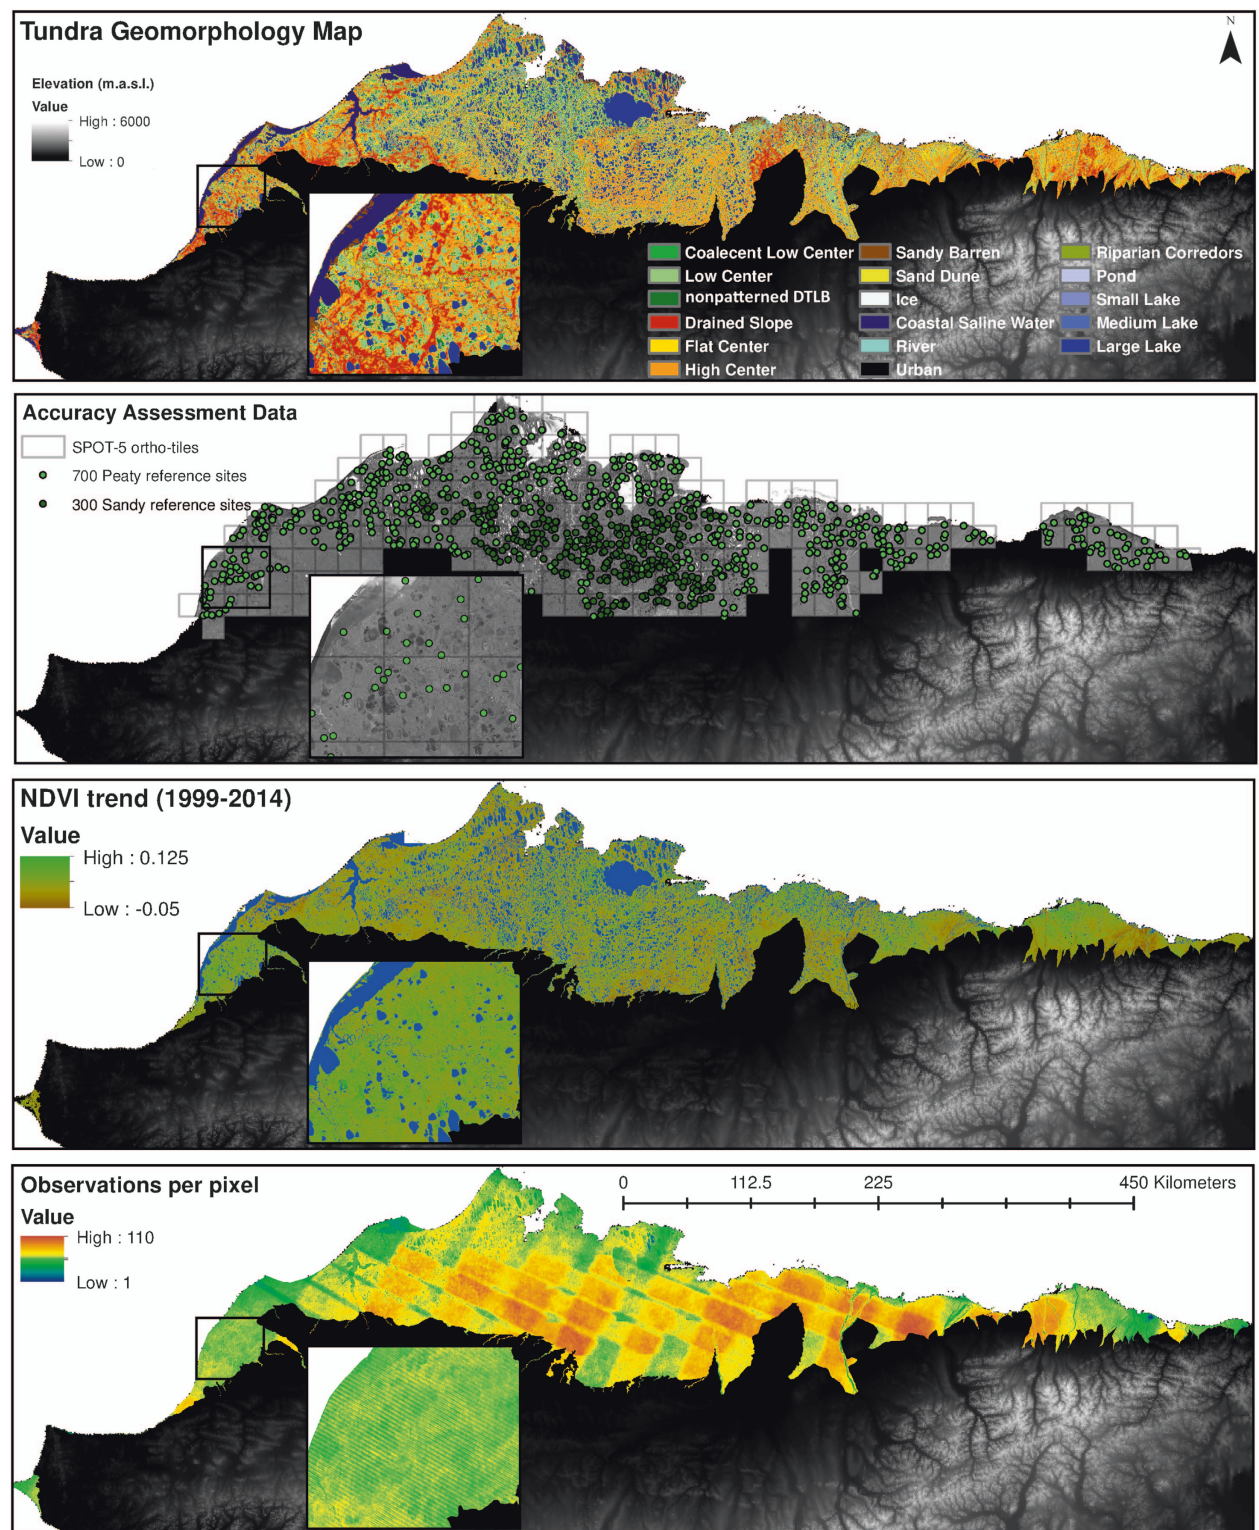 Tundra Geomorphology Map
N
Elevation (m.a.s.l.)
Value
High : 6000
Low : 0
Coalecent Low Center
Low Center
nonpatterned DTLB
Drained Slope
Flat Center
High Center
Sandy Barren
Sand Dune
Ice
Coastal Saline Water
River
Urban
Riparian Corredors
Pond
Small Lake
Medium Lake
Large Lake
Accuracy Assessment Data
SPOT-5 ortho-tiles
700 Peaty reference sites
300 Sandy reference sites
NDVI trend (1999-2014)
Value
High : 0.125
Low : -0.05
Observations per pixel
Value
High : 110
Low : 1
0 112.5 225 450 Kilometers